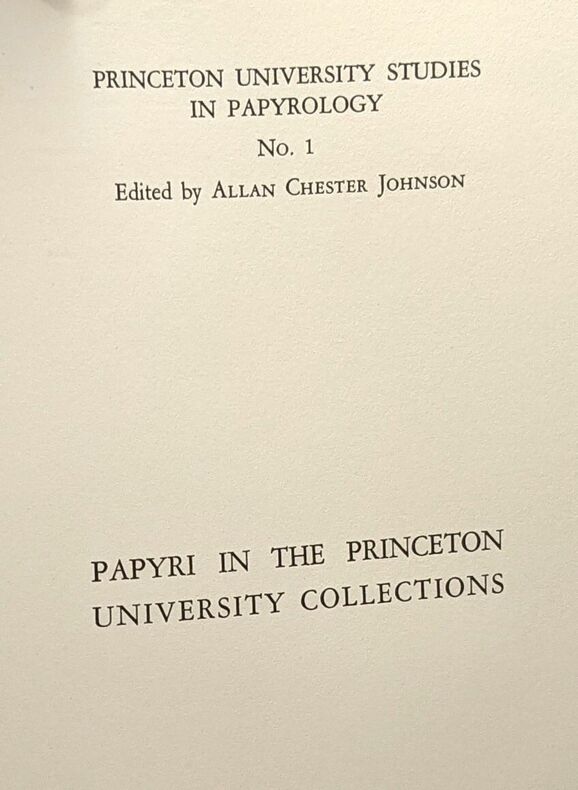 PRINCETON UNIVERSITY STUDIES
IN PAPYROLOGY
No. 1
Edited by ALLAN CHESTER JOHNSON
PAPYRI IN THE PRINCETON
UNIVERSITY COLLECTIONS